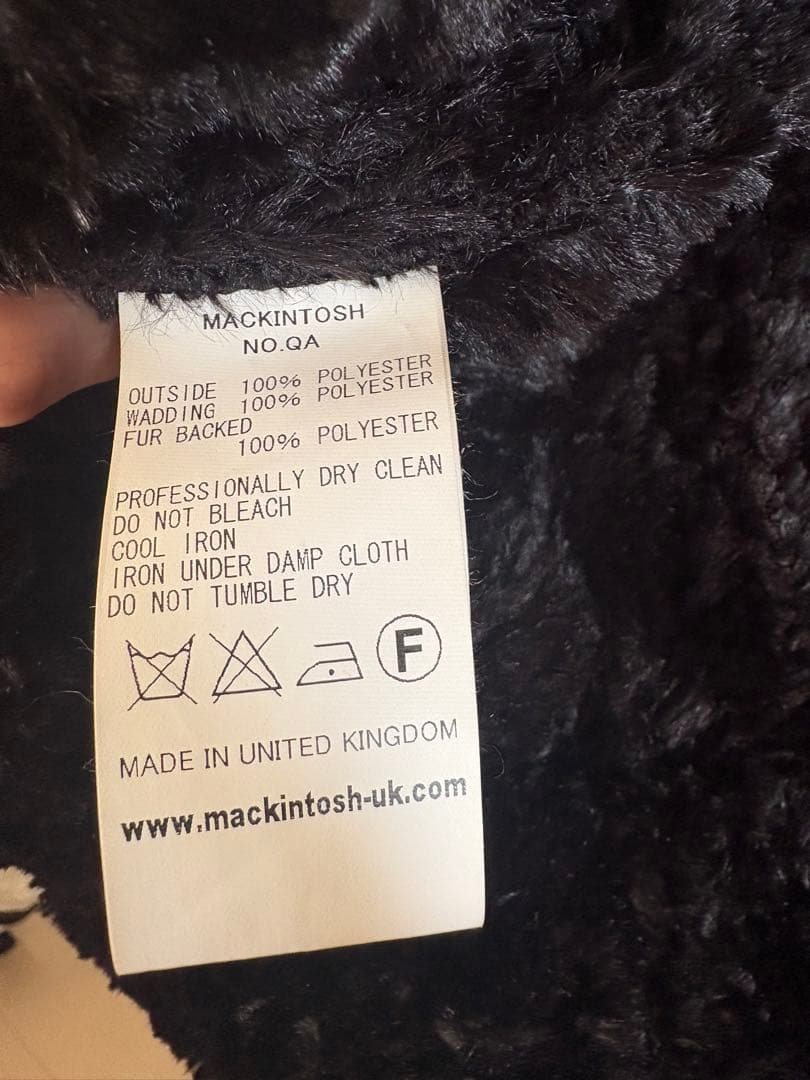 MACKINTOSH
NO.QA
OUTSIDE 100% POLYESTER
WADDING 100% POLYESTER
FUR BACKED
100% POLYESTER
PROFESSIONALLY DRY CLEAN
DO NOT BLEACH
COOL IRON
IRON UNDER DAMP CLOTH
DO NOT TUMBLE DRY
F
MADE IN UNITED KINGDOM
www.mackintosh-uk.com